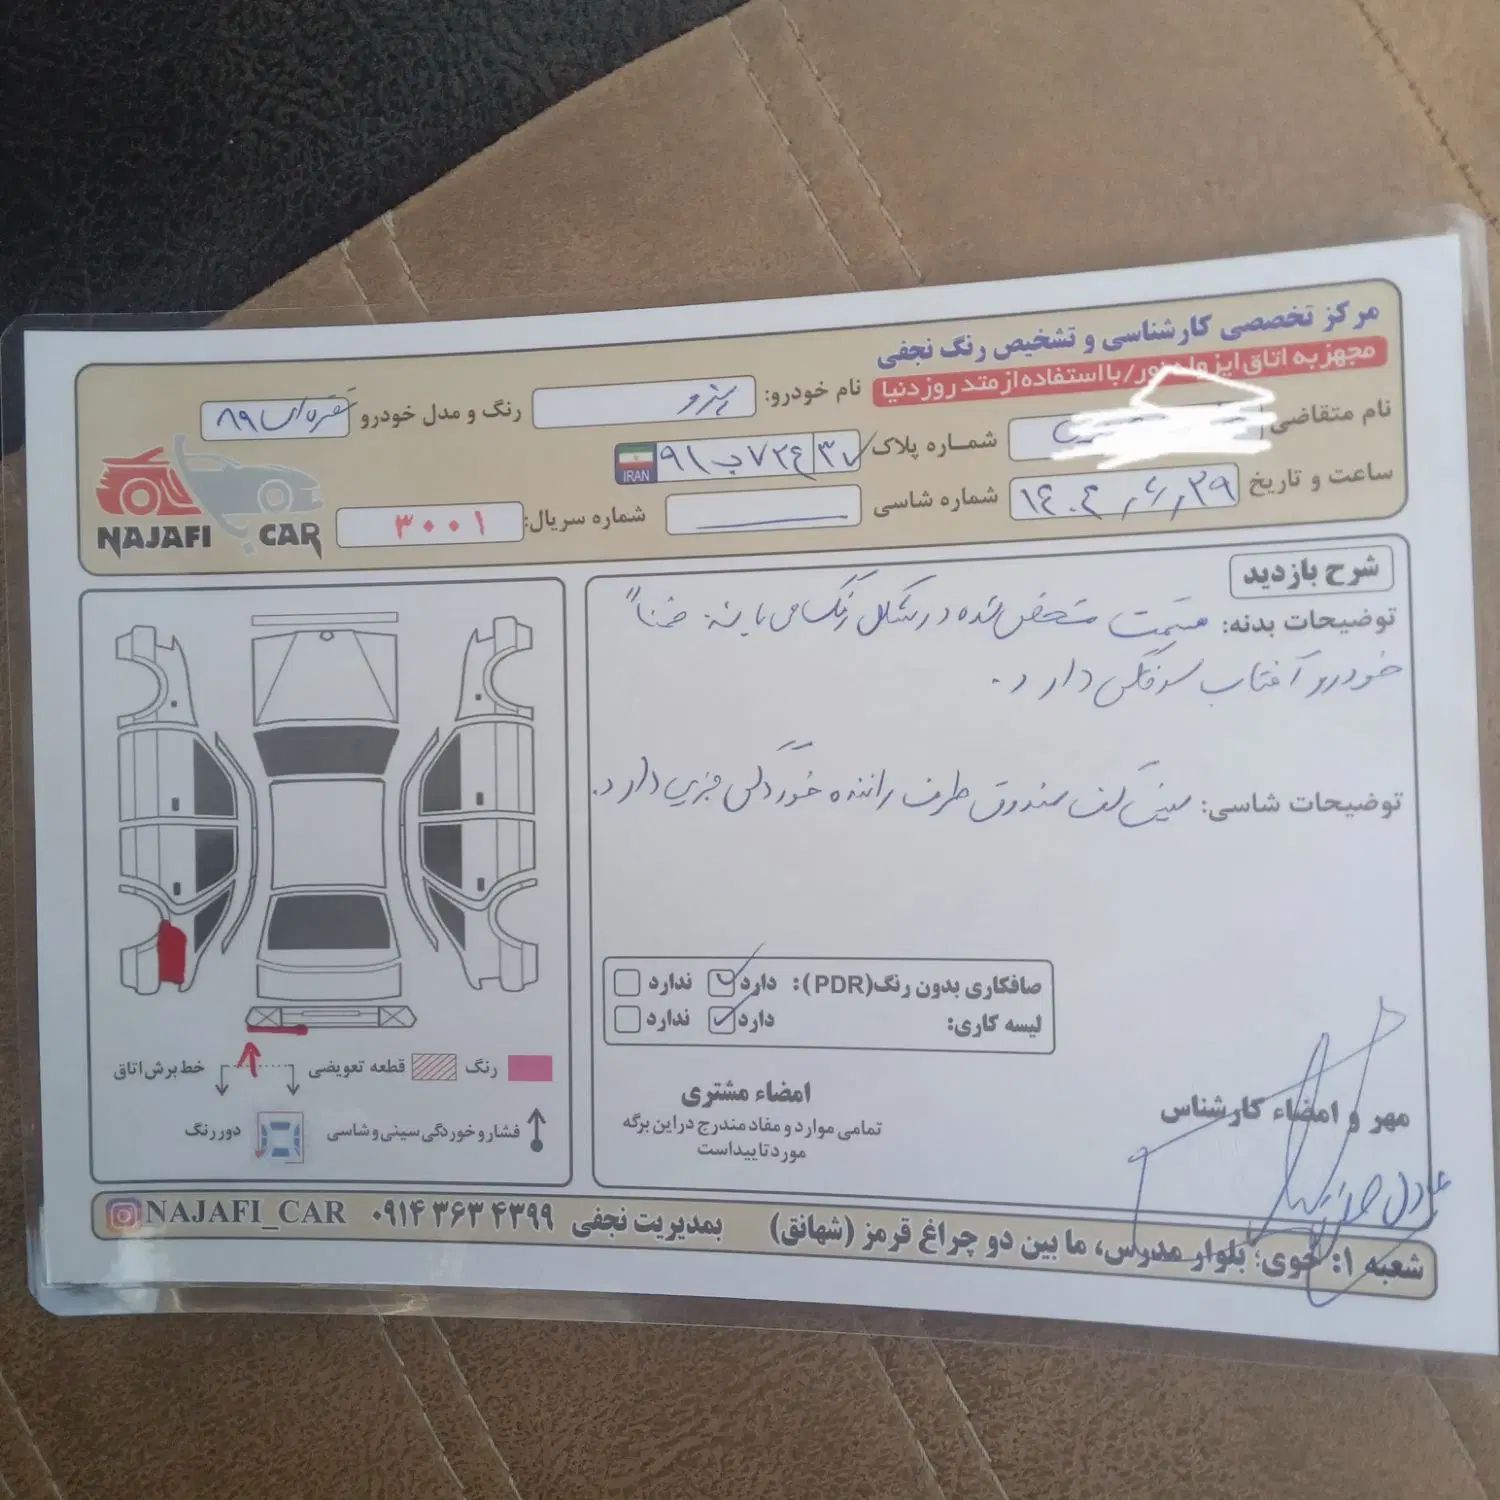 مرکز تخصصی کارشناسی و تشخیص رنگ نجفی
مجهز به اتاق ایزوله نور/ با استفاده از متد روز دنیا
نام متقاضی:
نام خودرو: پژو
رنگ و مدل خودرو نقره‌ای ۸۹
ساعت و تاریخ ۱۴۰۴
شماره پلاک ۹۱ ب ۷۲۴ ۳۷
IRAN
شماره شاسی
شماره سریال: ۳۰۰۱
NAJAFI CAR
شرح بازدید
توضیحات بدنه: قسمت مشخص شده در شکل رنگ می باشد. ضمناً
خودرو آفتاب سوختگی دارد.
توضیحات شاسی: سینی کف صندوق طرف راننده خوردگی جزیی دارد.
صافکاری بدون رنگ(PDR): دارد ندارد
لیسه کاری: دارد ندارد
رنگ
قطعه تعویضی
خط برش اتاق
فشار و خوردگی سینی و شاسی
دور رنگ
امضاء مشتری
تمامی موارد و مفاد مندرج در این برگه
مورد تایید است
مهر و امضاء کارشناس
شعبه ۱: خوی؛ بلوار مدرس، ما بین دو چراغ قرمز (شهانق)
بمدیریت نجفی ۰۹۱۴ ۳۶۳ ۴۳۹۹
NAJAFI_CAR